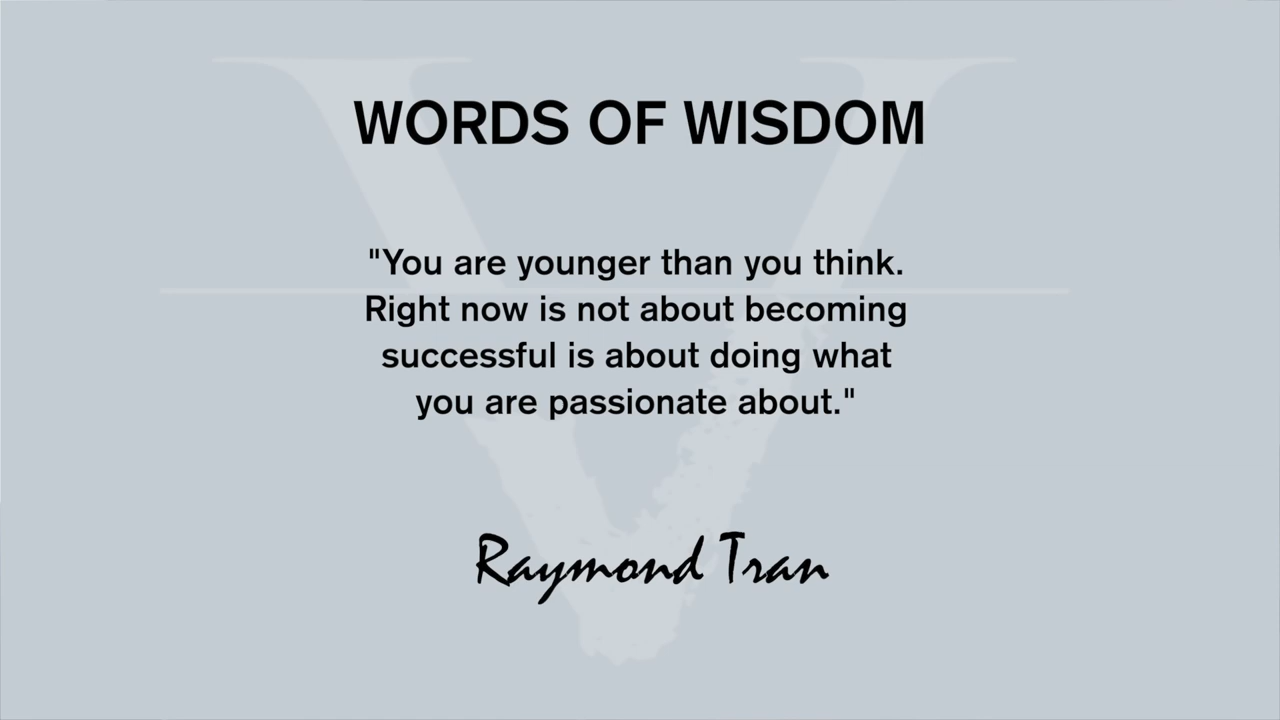 WORDS OF WISDOM
"You are younger than you think.
Right now is not about becoming
successful is about doing what
you are passionate about."
Raymond Tran